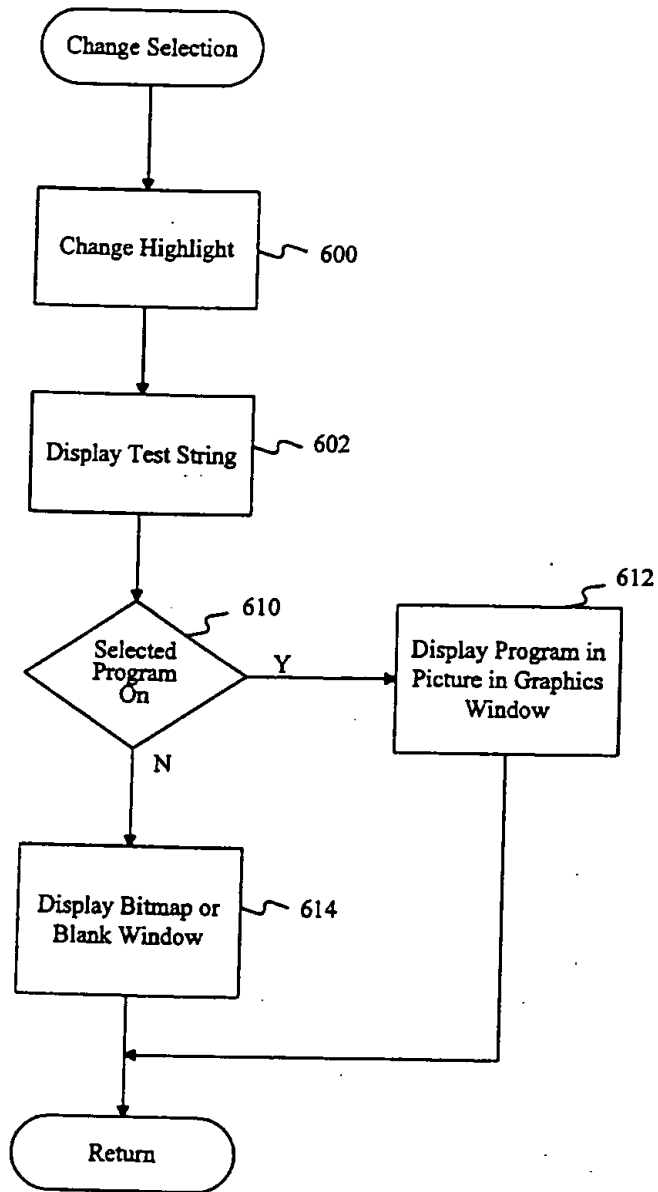 Change Selection
Change Highlight
600
Display Test String
602
610
Selected
Program
On
Y
N
612
Display Program in
Picture in Graphics
Window
Display Bitmap or
Blank Window
614
Return